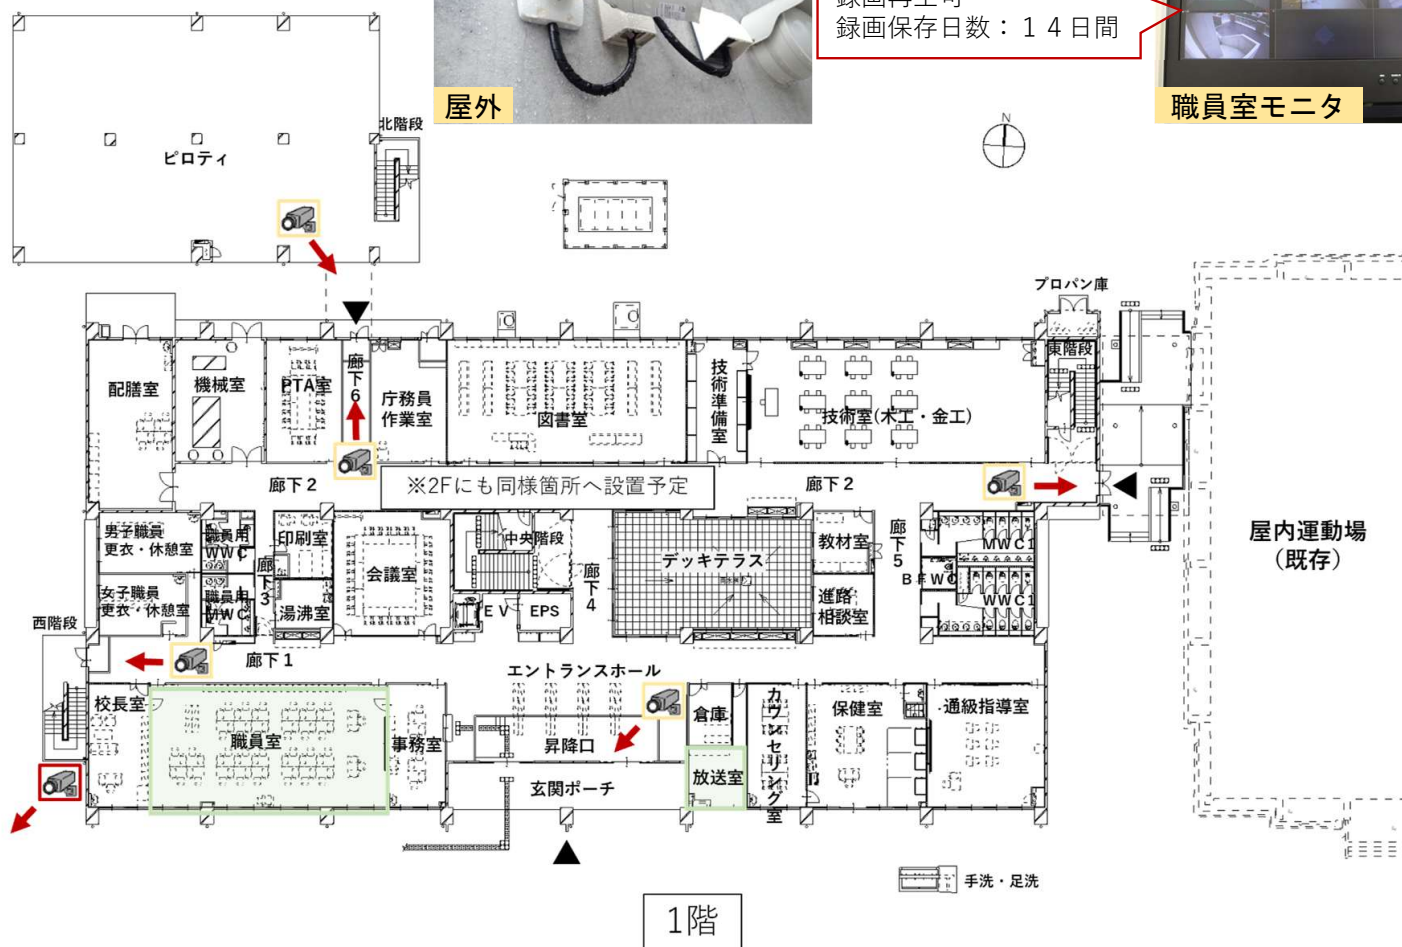 録画保存日数：１４日間
屋外
職員室モニタ
北階段
ピロティ
N
プロパン庫
東階段
配膳室
機械室
PTA室
廊下6
庁務員
作業室
図書室
技術準備室
技術室(木工・金工)
廊下2
※2Fにも同様箇所へ設置予定
廊下2
屋内運動場
（既存）
男子職員
更衣・休憩室
職員用
WWC
印刷室
会議室
中央階段
デッキテラス
教材室
廊下5
MWC1
女子職員
更衣・休憩室
職員用
MWC
廊下3
湯沸室
EV
EPS
廊下4
進路
相談室
BFWC
WWC1
西階段
廊下1
エントランスホール
校長室
職員室
事務室
昇降口
倉庫
カウンセリング室
保健室
通級指導室
放送室
玄関ポーチ
手洗・足洗
1階